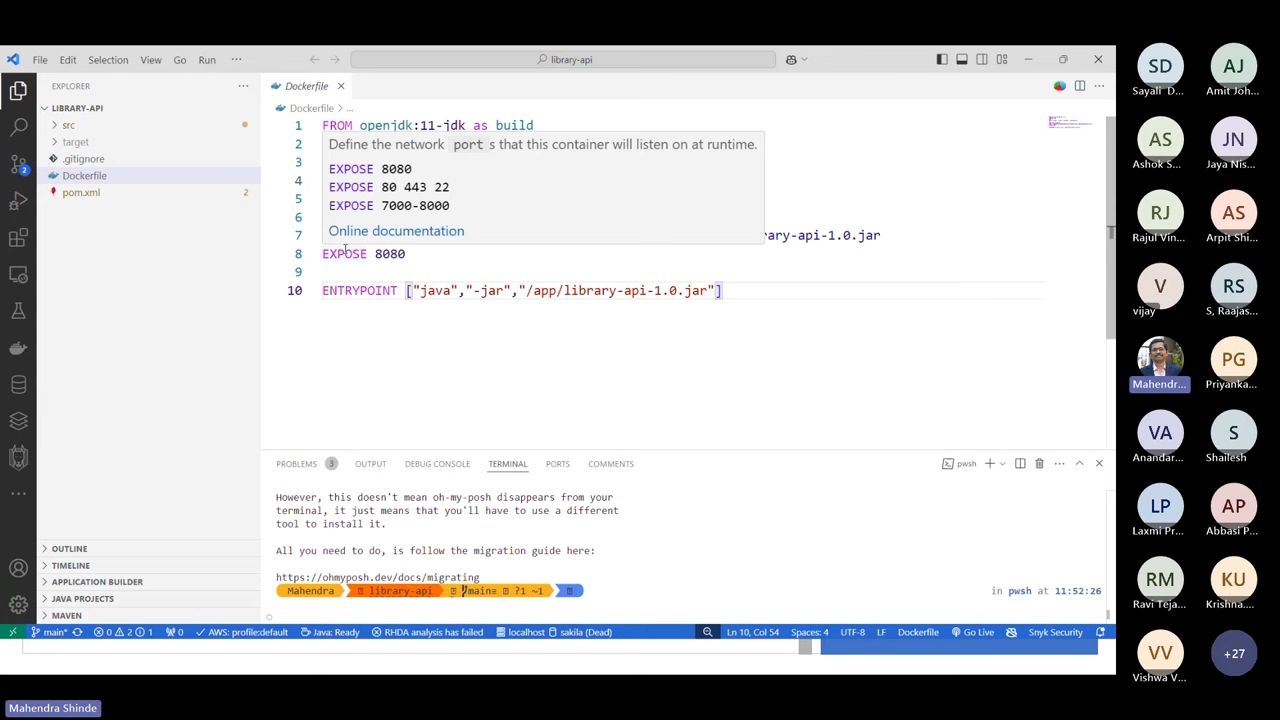 File Edit Selection View Go Run ···
library-api
EXPLORER
LIBRARY-API
src
target
.gitignore
Dockerfile
pom.xml 2
2
OUTLINE
TIMELINE
APPLICATION BUILDER
JAVA PROJECTS
MAVEN
Dockerfile
Dockerfile > ...
1 FROM openjdk:11-jdk as build
2
3
4
5
6
7 rary-api-1.0.jar
8 EXPOSE 8080
9
10 ENTRYPOINT ["java","-jar","/app/library-api-1.0.jar"]
Define the network port s that this container will listen on at runtime.
EXPOSE 8080
EXPOSE 80 443 22
EXPOSE 7000-8000
Online documentation
PROBLEMS 3 OUTPUT DEBUG CONSOLE TERMINAL PORTS COMMENTS
pwsh
However, this doesn't mean oh-my-posh disappears from your
terminal, it just means that you'll have to use a different
tool to install it.
All you need to do, is follow the migration guide here:
https://ohmyposh.dev/docs/migrating
Mahendra library-api main≡ ?1 ~1
in pwsh at 11:52:26
main* 0 2 1 0 AWS: profile:default Java: Ready RHDA analysis has failed localhost sakila (Dead) Ln 10, Col 54 Spaces: 4 UTF-8 LF Dockerfile Go Live Snyk Security
SD
Sayali D...
AJ
Amit Joh...
AS
Ashok S...
JN
Jaya Nis...
RJ
Rajul Vin...
AS
Arpit Shi...
V
vijay
RS
S, Raajas...
Mahendr...
PG
Priyanka...
VA
Anandar...
S
Shailesh
LP
Laxmi Pr...
AP
Abbasi P...
RM
Ravi Teja...
KU
Krishna...
VV
Vishwa V...
+27
Mahendra Shinde